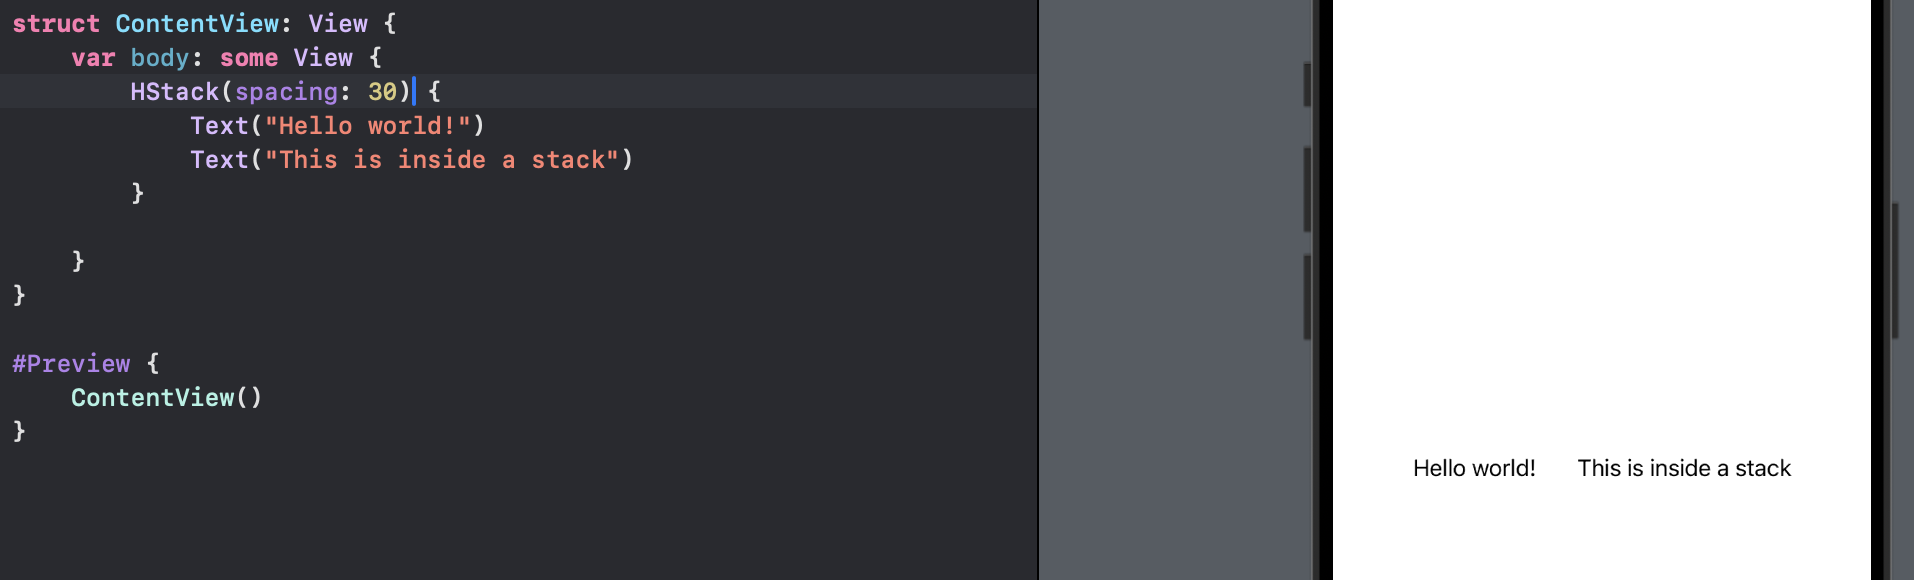 struct ContentView: View {
    var body: some View {
        HStack(spacing: 30) {
            Text("Hello world!")
            Text("This is inside a stack")
        }

    }
}

#Preview {
    ContentView()
}
Hello world! This is inside a stack